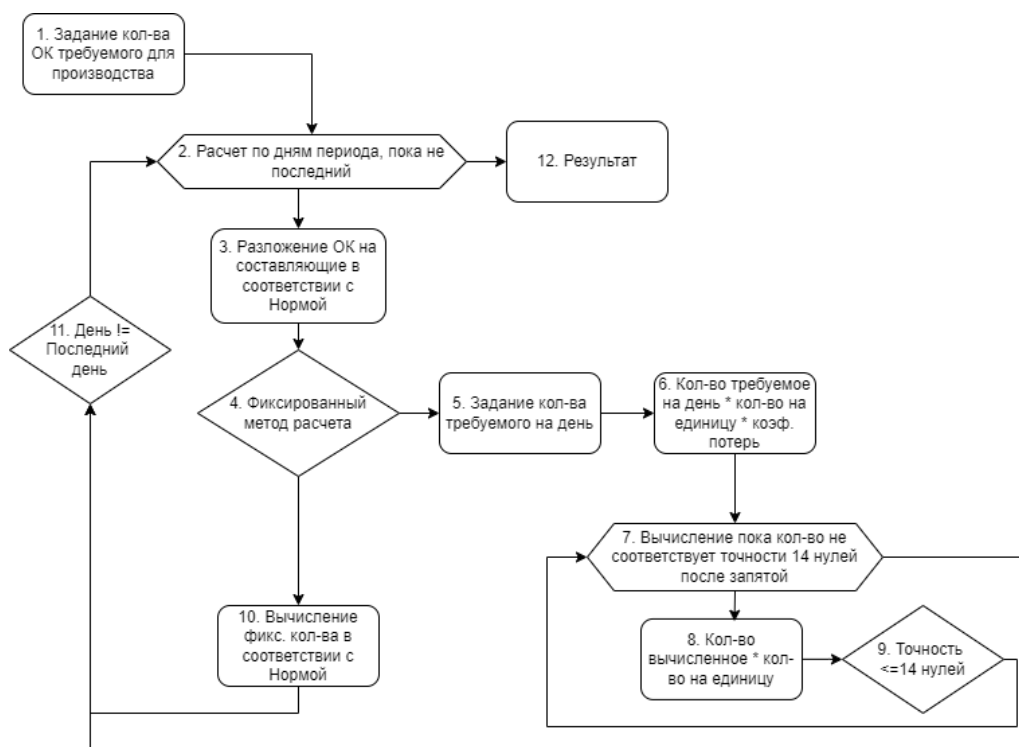 1. Задание кол-ва
ОК требуемого для
производства
2. Расчет по дням периода, пока не
последний
12. Результат
3. Разложение ОК на
составляющие в
соответствии с
Нормой
11. День !=
Последний
день
4. Фиксированный
метод расчета
5. Задание кол-ва
требуемого на день
6. Кол-во требуемое
на день * кол-во на
единицу * коэф.
потерь
7. Вычисление пока кол-во не
соответствует точности 14 нулей
после запятой
8. Кол-во
вычисленное * кол-
во на единицу
9. Точность
<=14 нулей
10. Вычисление
фикс. кол-ва в
соответствии с
Нормой